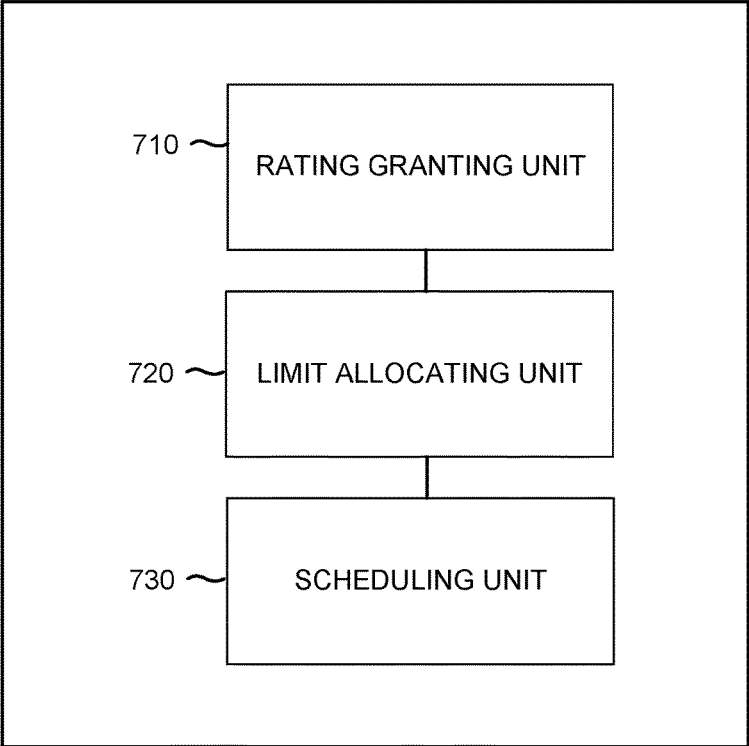 710
RATING GRANTING UNIT
720
LIMIT ALLOCATING UNIT
730
SCHEDULING UNIT